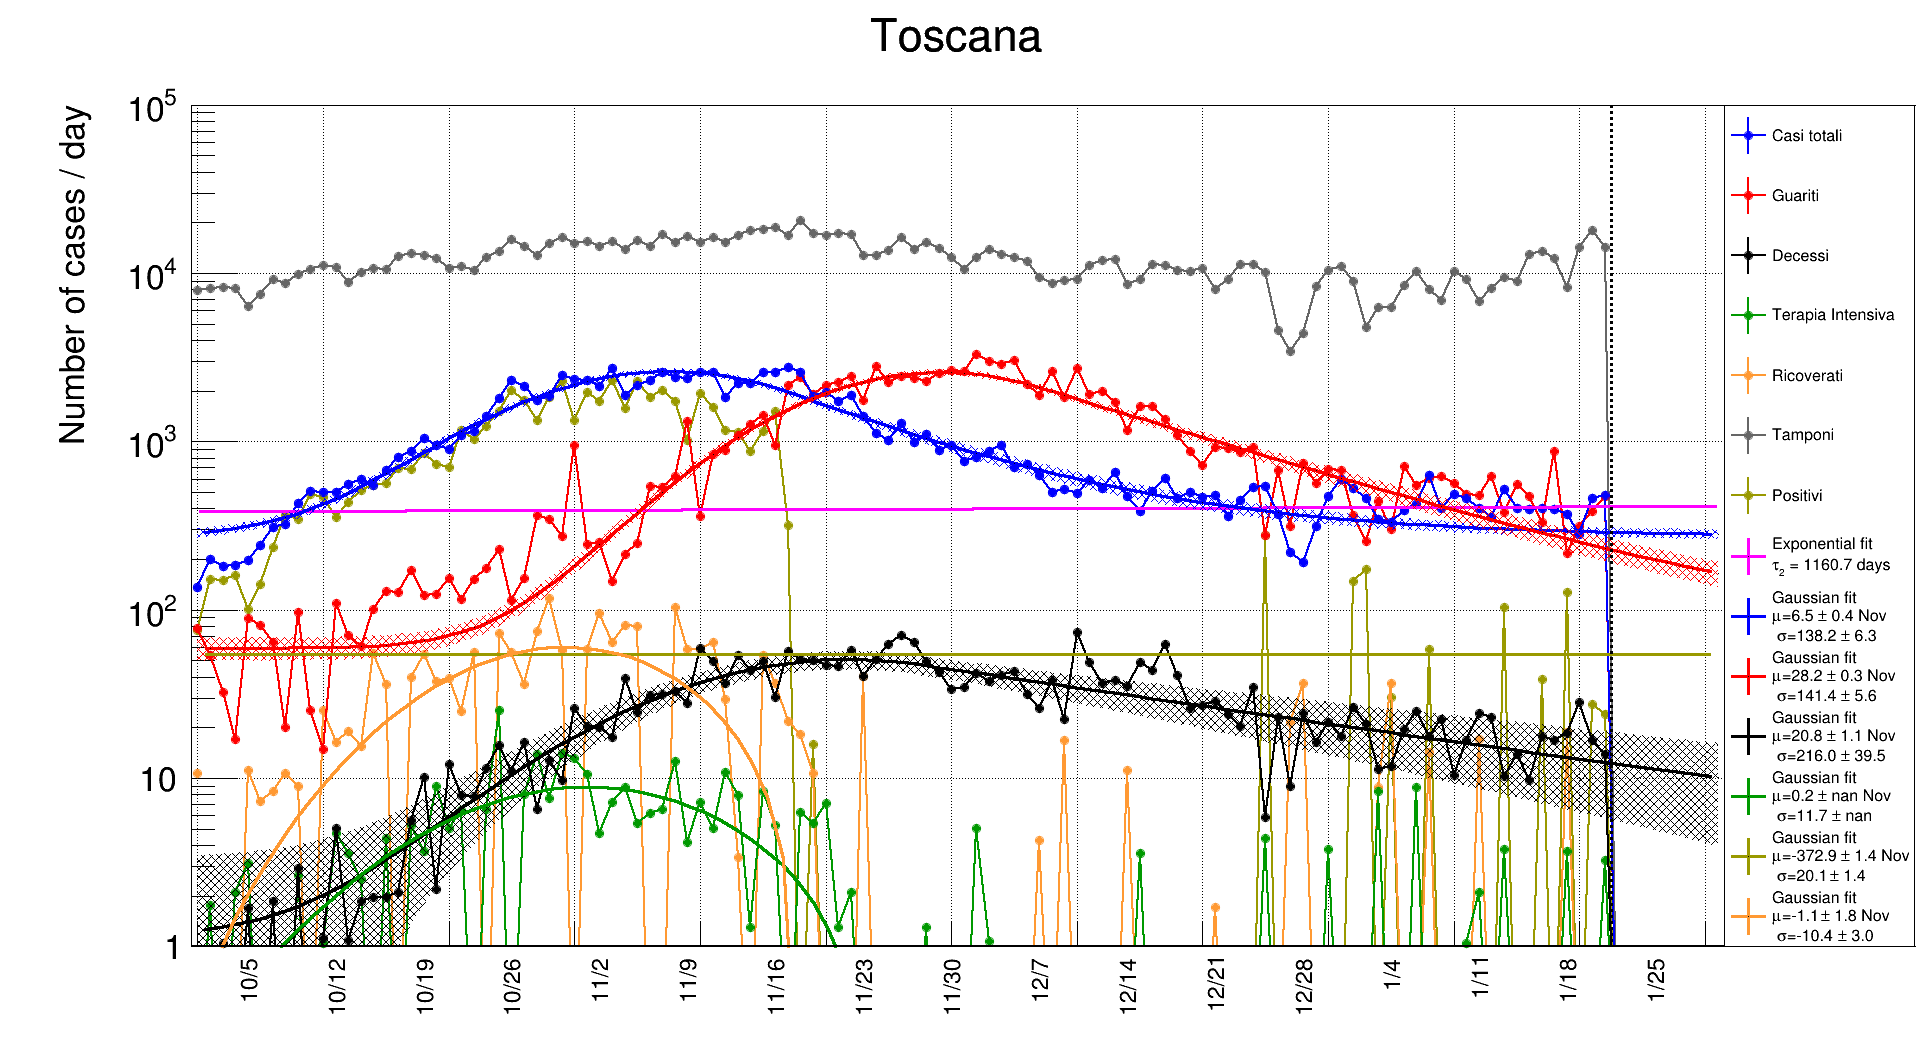 Toscana
Number of cases / day
10^5
10^4
10^3
10^2
10
1
10/5
10/12
10/19
10/26
11/2
11/9
11/16
11/23
11/30
12/7
12/14
12/21
12/28
1/4
1/11
1/18
1/25
Casi totali
Guariti
Decessi
Terapia Intensiva
Ricoverati
Tamponi
Positivi
Exponential fit
τ₂ = 1160.7 days
Gaussian fit
μ=6.5 ± 0.4 Nov
σ=138.2 ± 6.3
Gaussian fit
μ=28.2 ± 0.3 Nov
σ=141.4 ± 5.6
Gaussian fit
μ=20.8 ± 1.1 Nov
σ=216.0 ± 39.5
Gaussian fit
μ=0.2 ± nan Nov
σ=11.7 ± nan
Gaussian fit
μ=-372.9 ± 1.4 Nov
σ=20.1 ± 1.4
Gaussian fit
μ=-1.1 ± 1.8 Nov
σ=-10.4 ± 3.0